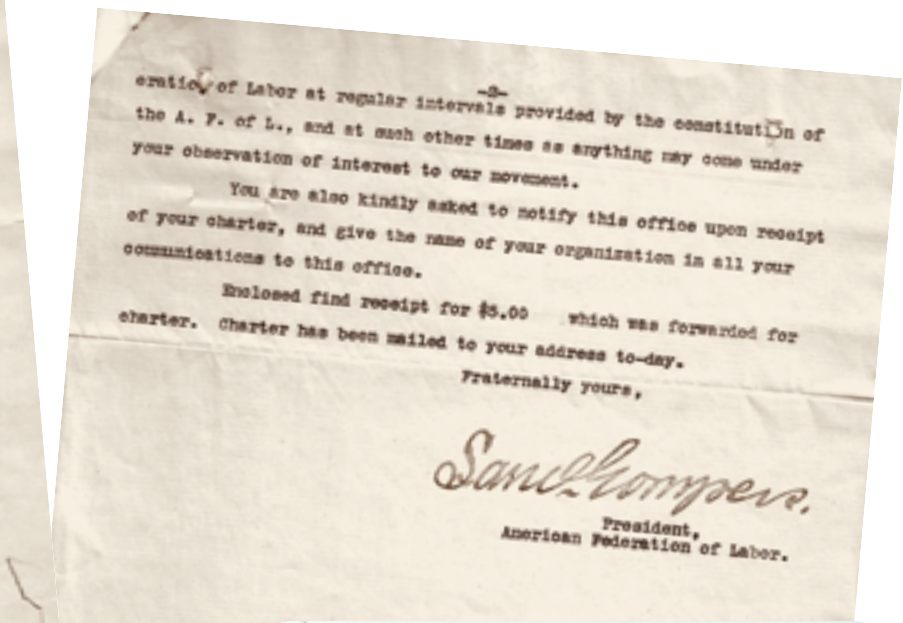 -2-
eration of Labor at regular intervals provided by the constitution of
the A. F. of L., and at such other times as anything may come under
your observation of interest to our movement.
You are also kindly asked to notify this office upon receipt
of your charter, and give the name of your organization in all your
communications to this office.
Enclosed find receipt for $5.00 which was forwarded for
charter. Charter has been mailed to your address to-day.
Fraternally yours,
Saml Gompers.
President,
American Federation of Labor.